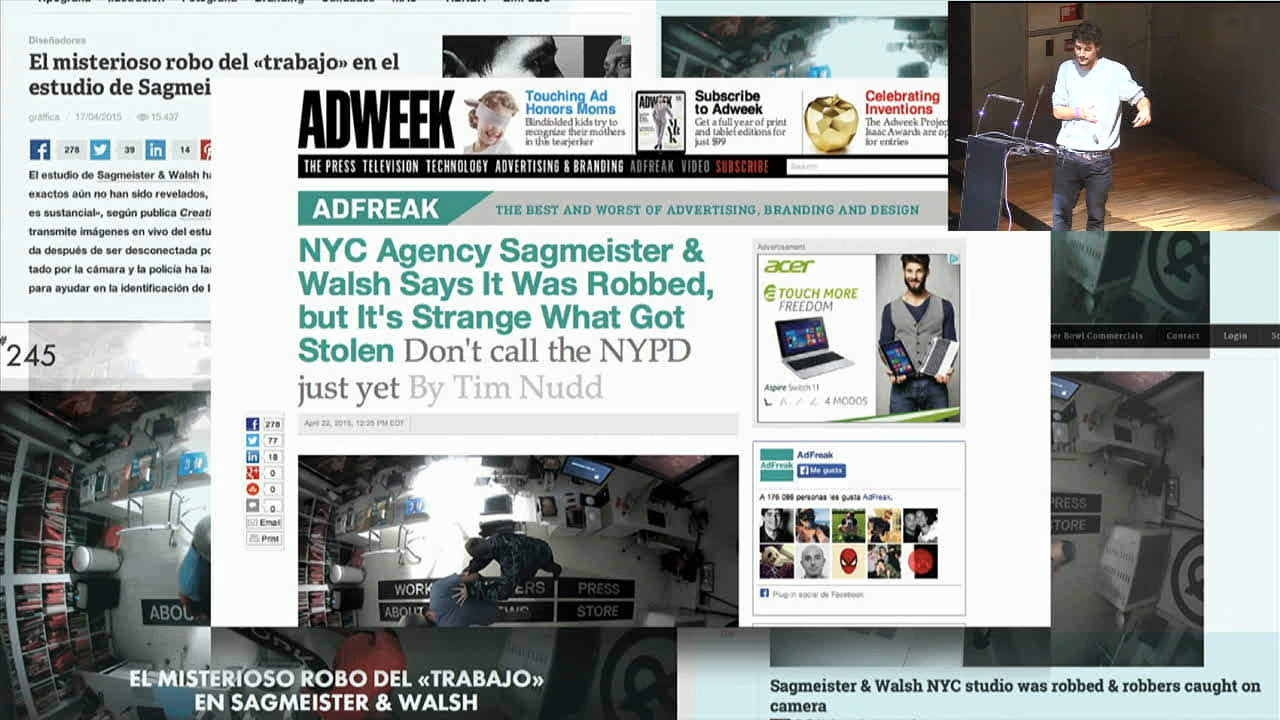 Diseñadores
El misterioso robo del «trabajo» en el
estudio de Sagmei
gráfica / 17/04/2015 15.437
278 39 14
El estudio de Sagmeister & Walsh h
exactos aún no han sido revelados,
es sustancial», según publica Creati
transmite imágenes en vivo del estu
da después de ser desconectada po
tado por la cámara y la policía ha la
para ayudar en la identificación de l
#245
ABOU
ADWEEK
Touching Ad
Honors Moms
Blindfolded kids try to
recognize their mothers
in this tearjerker
Subscribe
to Adweek
Get a full year of print
and tablet editions for
just $99
Celebrating
Inventions
The Adweek Projec
Isaac Awards are op
for entries
THE PRESS TELEVISION TECHNOLOGY ADVERTISING & BRANDING ADFREAK VIDEO SUBSCRIBE
Search
ADFREAK
THE BEST AND WORST OF ADVERTISING, BRANDING AND DESIGN
NYC Agency Sagmeister &
Walsh Says It Was Robbed,
but It's Strange What Got
Stolen Don't call the NYPD
just yet By Tim Nudd
April 22, 2015, 12:25 PM EDT
278
77
18
0
0
0
Email
Print
Advertisement
acer
TOUCH MORE
FREEDOM
Aspire Switch 11
4 MODOS
AdFreak
AdFreak
Me gusta
A 176 086 personas les gusta AdFreak.
Plug-in social de Facebook
WORK
ERS
PRESS
ABOUT
STORE
er Bowl Commercials Contact Login
PRESS
STORE
EL MISTERIOSO ROBO DEL «TRABAJO»
EN SAGMEISTER & WALSH
Sagmeister & Walsh NYC studio was robbed & robbers caught on
camera